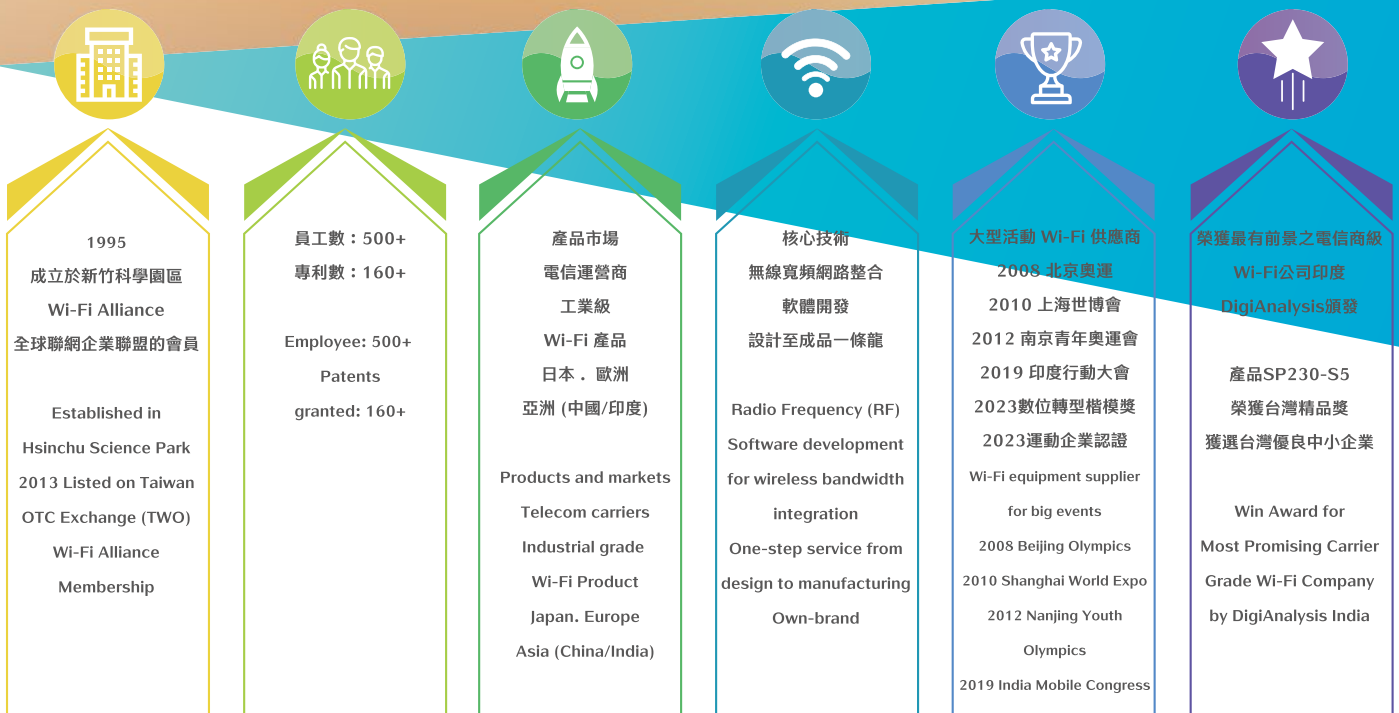 1995
成立於新竹科學園區
Wi-Fi Alliance
全球聯網企業聯盟的會員
Established in
Hsinchu Science Park
2013 Listed on Taiwan
OTC Exchange (TWO)
Wi-Fi Alliance
Membership
員工數：500+
專利數：160+
Employee: 500+
Patents
granted: 160+
產品市場
電信運營商
工業級
Wi-Fi 產品
日本． 歐洲
亞洲 (中國/印度)
Products and markets
Telecom carriers
Industrial grade
Wi-Fi Product
Japan. Europe
Asia (China/India)
核心技術
無線寬頻網路整合
軟體開發
設計至成品一條龍
Radio Frequency (RF)
Software development
for wireless bandwidth
integration
One-step service from
design to manufacturing
Own-brand
大型活動 Wi-Fi 供應商
2008 北京奧運
2010 上海世博會
2012 南京青年奧運會
2019 印度行動大會
2023數位轉型楷模獎
2023運動企業認證
Wi-Fi equipment supplier
for big events
2008 Beijing Olympics
2010 Shanghai World Expo
2012 Nanjing Youth
Olympics
2019 India Mobile Congress
榮獲最有前景之電信商級
Wi-Fi公司印度
DigiAnalysis頒發
產品SP230-S5
榮獲台灣精品獎
獲選台灣優良中小企業
Win Award for
Most Promising Carrier
Grade Wi-Fi Company
by DigiAnalysis India